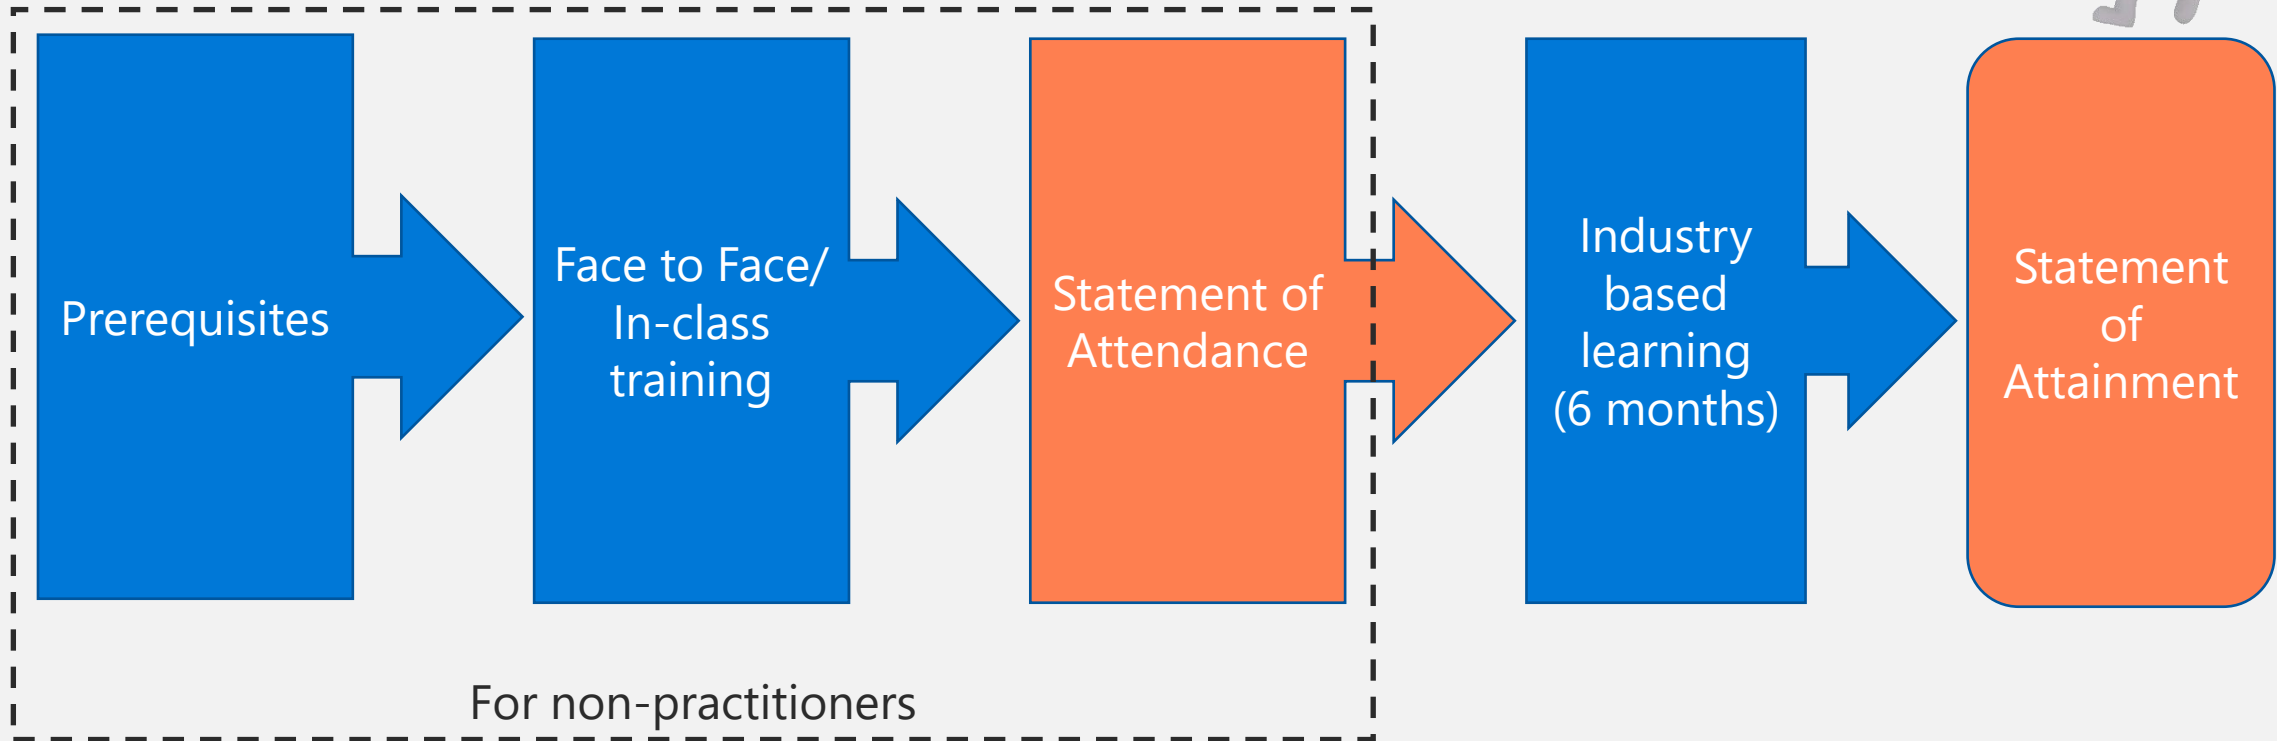 Prerequisites
Face to Face/
In-class
training
Statement of
Attendance
Industry
based
learning
(6 months)
Statement
of
Attainment
For non-practitioners